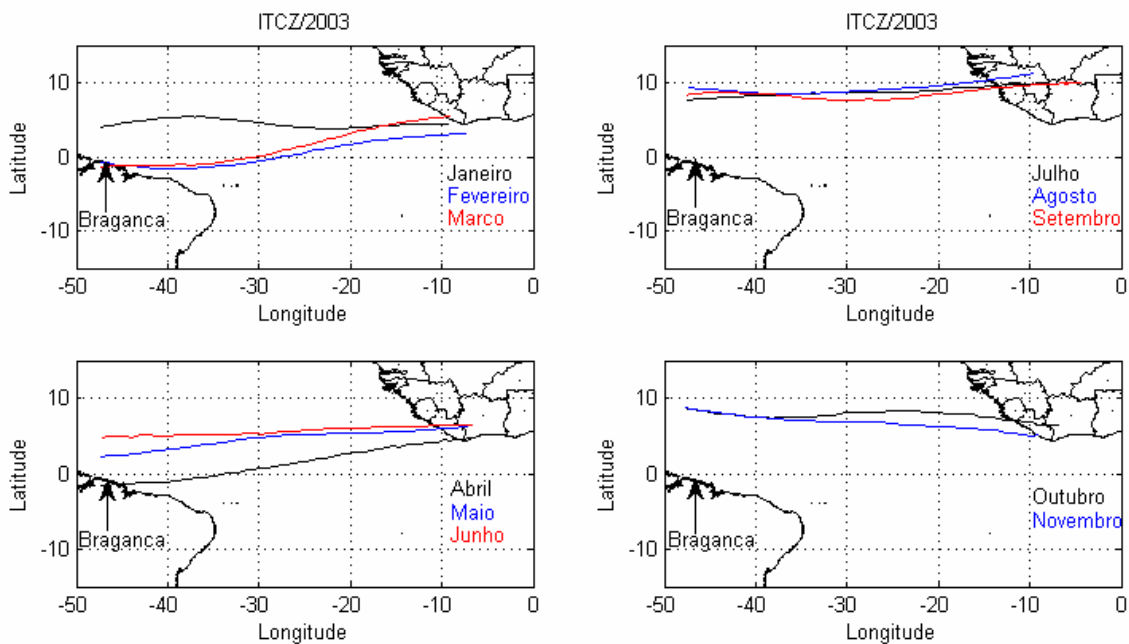 ITCZ/2003
10
0
-10
Latitude
Janeiro
Fevereiro
Marco
Braganca
-50
-40
-30
-20
-10
0
Longitude
ITCZ/2003
10
0
-10
Latitude
Julho
Agosto
Setembro
Braganca
-50
-40
-30
-20
-10
0
Longitude
10
0
-10
Latitude
Abril
Maio
Junho
Braganca
-50
-40
-30
-20
-10
0
Longitude
10
0
-10
Latitude
Outubro
Novembro
Braganca
-50
-40
-30
-20
-10
0
Longitude